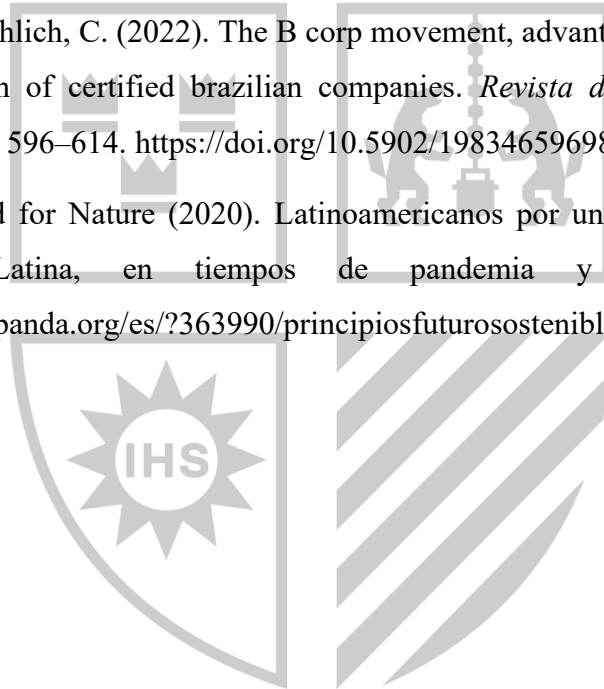 hlich, C. (2022). The B corp movement, advant
n of certified brazilian companies. Revista d
596–614. https://doi.org/10.5902/19834659698
d for Nature (2020). Latinoamericanos por un
Latina, en tiempos de pandemia y
panda.org/es/?363990/principiosfuturosostenibl
IHS